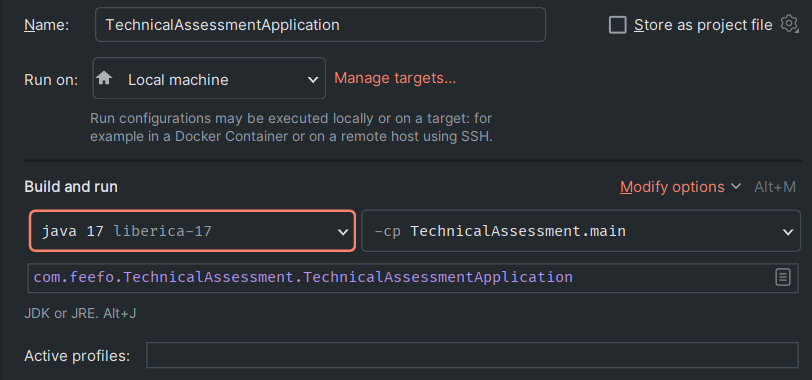 Name: TechnicalAssessmentApplication Store as project file
Run on: Local machine Manage targets...
Run configurations may be executed locally or on a target: for
example in a Docker Container or on a remote host using SSH.
Build and run Modify options Alt+M
java 17 liberica-17 -cp TechnicalAssessment.main
com.feefo.TechnicalAssessment.TechnicalAssessmentApplication
JDK or JRE. Alt+J
Active profiles: